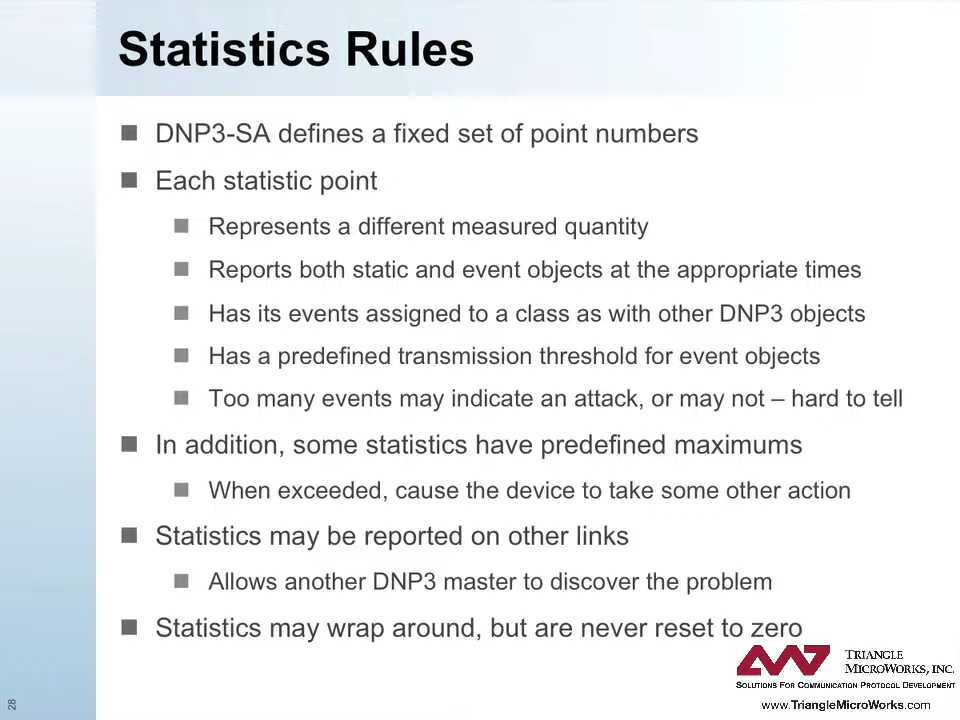 Statistics Rules
DNP3-SA defines a fixed set of point numbers
Each statistic point
Represents a different measured quantity
Reports both static and event objects at the appropriate times
Has its events assigned to a class as with other DNP3 objects
Has a predefined transmission threshold for event objects
Too many events may indicate an attack, or may not – hard to tell
In addition, some statistics have predefined maximums
When exceeded, cause the device to take some other action
Statistics may be reported on other links
Allows another DNP3 master to discover the problem
Statistics may wrap around, but are never reset to zero
TRIANGLE
MICROWORKS, INC.
SOLUTIONS FOR COMMUNICATION PROTOCOL DEVELOPMENT
www.TriangleMicroWorks.com
28